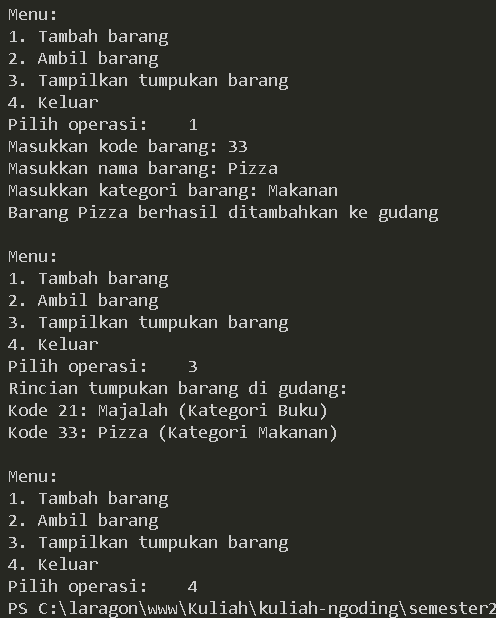 Menu:
1. Tambah barang
2. Ambil barang
3. Tampilkan tumpukan barang
4. Keluar
Pilih operasi:    1
Masukkan kode barang: 33
Masukkan nama barang: Pizza
Masukkan kategori barang: Makanan
Barang Pizza berhasil ditambahkan ke gudang
Menu:
1. Tambah barang
2. Ambil barang
3. Tampilkan tumpukan barang
4. Keluar
Pilih operasi:    3
Rincian tumpukan barang di gudang:
Kode 21: Majalah (Kategori Buku)
Kode 33: Pizza (Kategori Makanan)
Menu:
1. Tambah barang
2. Ambil barang
3. Tampilkan tumpukan barang
4. Keluar
Pilih operasi:    4
PS C:\laragon\www\Kuliah\kuliah-ngoding\semester2